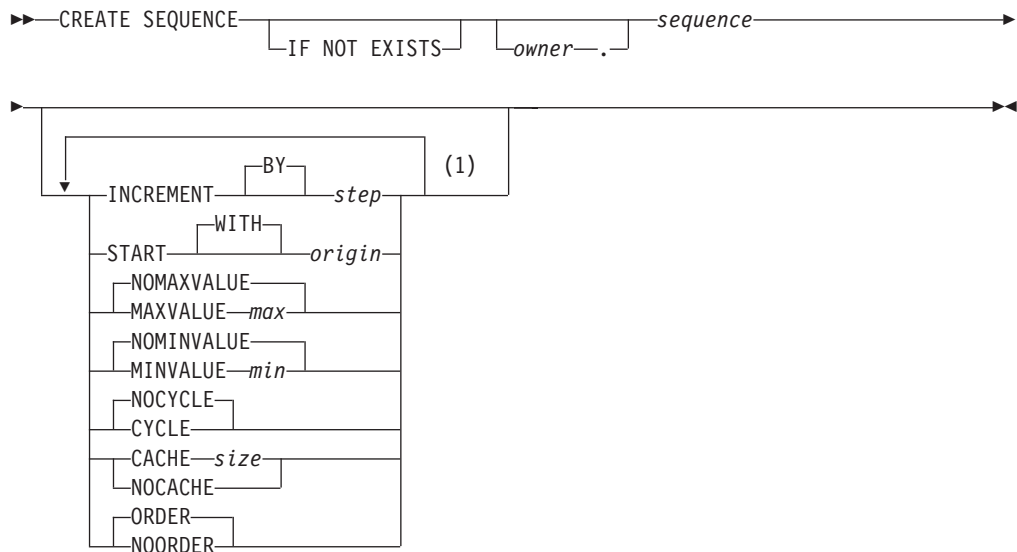 CREATE SEQUENCE sequence
IF NOT EXISTS owner .
BY (1)
INCREMENT step
WITH
START origin
NOMAXVALUE
MAXVALUE max
NOMINVALUE
MINVALUE min
NOCYCLE
CYCLE
CACHE size
NOCACHE
ORDER
NOORDER